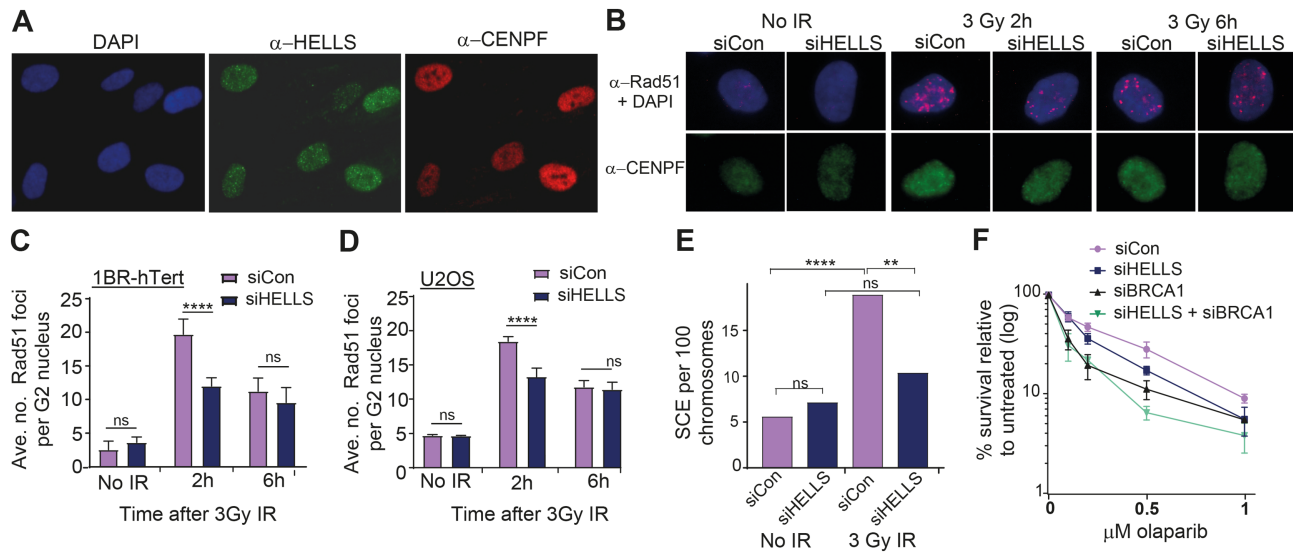 A
DAPI
α–HELLS
α–CENPF
B
No IR
3 Gy 2h
3 Gy 6h
siCon
siHELLS
siCon
siHELLS
siCon
siHELLS
α–Rad51
+ DAPI
α–CENPF
C
1BR-hTert
siCon
siHELLS
Ave. no. Rad51 foci
per G2 nucleus
25
20
15
10
5
0
ns
****
ns
No IR
2h
6h
Time after 3Gy IR
D
U2OS
siCon
siHELLS
Ave. no. Rad51 foci
per G2 nucleus
25
20
15
10
5
0
ns
****
ns
No IR
2h
6h
Time after 3Gy IR
E
SCE per 100
chromosomes
15
10
5
0
****
**
ns
ns
siCon
siHELLS
siCon
siHELLS
No IR
3 Gy IR
F
siCon
siHELLS
siBRCA1
siHELLS + siBRCA1
% survival relative
to untreated (log)
100
10
1
0
0.5
1
μM olaparib